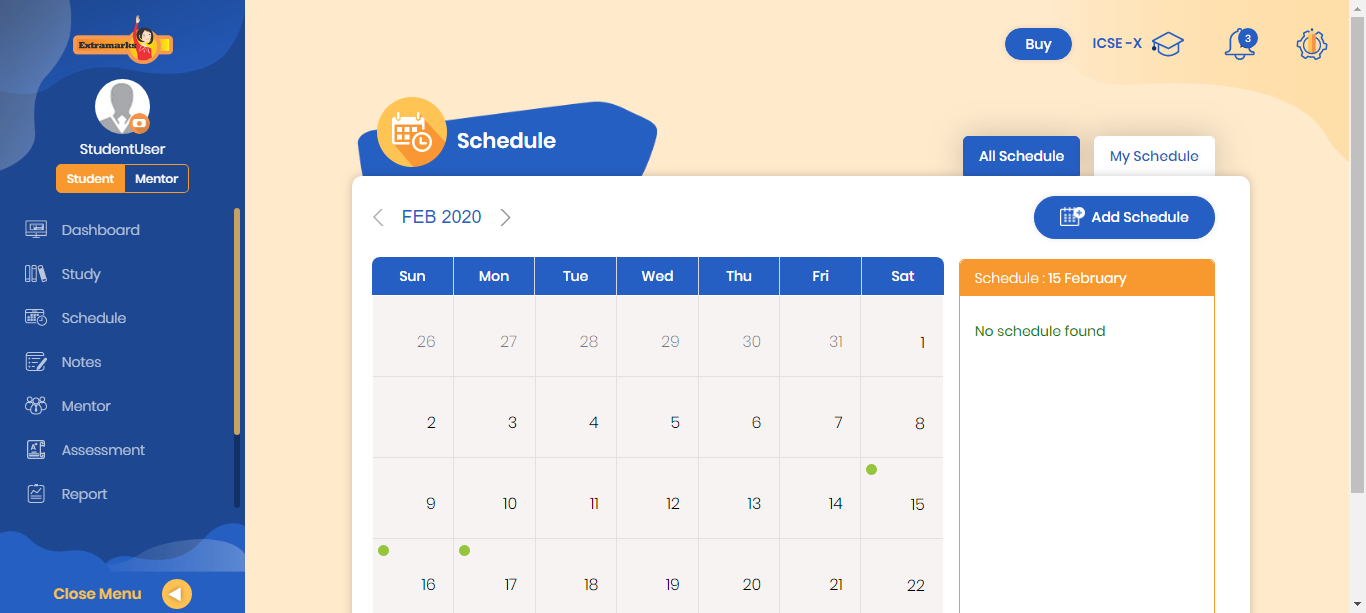 Extramarks
StudentUser
Student Mentor
Dashboard
Study
Schedule
Notes
Mentor
Assessment
Report
Close Menu
Buy ICSE -X 3
Schedule
All Schedule My Schedule
FEB 2020
Add Schedule
Sun Mon Tue Wed Thu Fri Sat
26 27 28 29 30 31 1
2 3 4 5 6 7 8
9 10 11 12 13 14 15
16 17 18 19 20 21 22
Schedule : 15 February
No schedule found